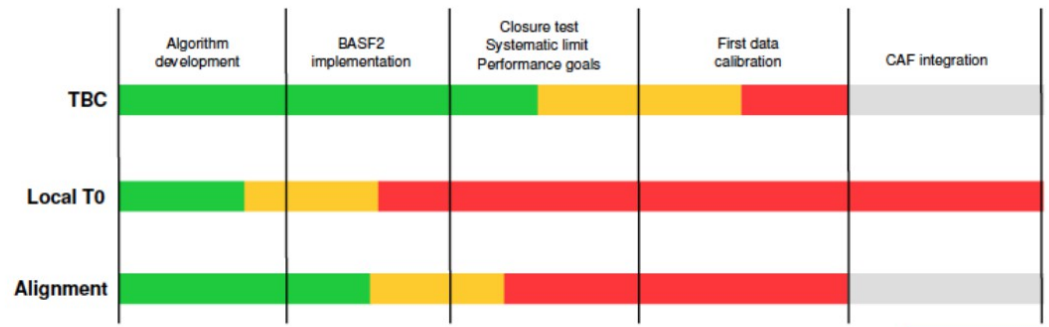 Algorithm
development
BASF2
implementation
Closure test
Systematic limit
Performance goals
First data
calibration
CAF integration
TBC
Local T0
Alignment